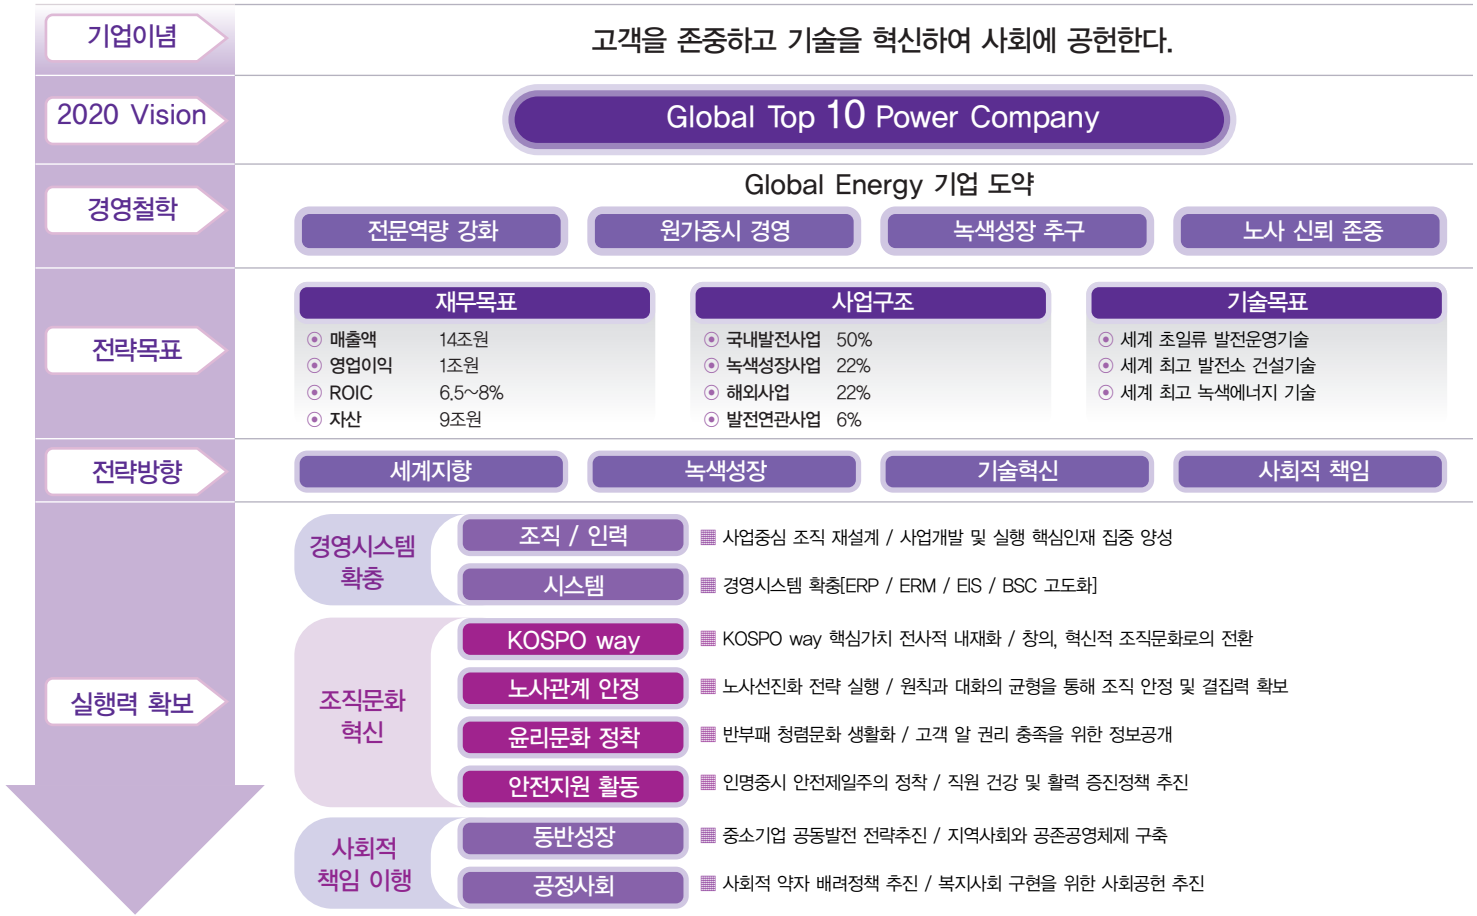 기업이념
고객을 존중하고 기술을 혁신하여 사회에 공헌한다.
2020 Vision
Global Top 10 Power Company
경영철학
Global Energy 기업 도약
전문역량 강화
원가중시 경영
녹색성장 추구
노사 신뢰 존중
전략목표
재무목표
매출액 14조원
영업이익 1조원
ROIC 6.5~8%
자산 9조원
사업구조
국내발전사업 50%
녹색성장사업 22%
해외사업 22%
발전연관사업 6%
기술목표
세계 초일류 발전운영기술
세계 최고 발전소 건설기술
세계 최고 녹색에너지 기술
전략방향
세계지향
녹색성장
기술혁신
사회적 책임
실행력 확보
경영시스템
확충
조직 / 인력
사업중심 조직 재설계 / 사업개발 및 실행 핵심인재 집중 양성
시스템
경영시스템 확충[ERP / ERM / EIS / BSC 고도화]
조직문화
혁신
KOSPO way
KOSPO way 핵심가치 전사적 내재화 / 창의, 혁신적 조직문화로의 전환
노사관계 안정
노사선진화 전략 실행 / 원칙과 대화의 균형을 통해 조직 안정 및 결집력 확보
윤리문화 정착
반부패 청렴문화 생활화 / 고객 알 권리 충족을 위한 정보공개
안전지원 활동
인명중시 안전제일주의 정착 / 직원 건강 및 활력 증진정책 추진
사회적
책임 이행
동반성장
중소기업 공동발전 전략추진 / 지역사회와 공존공영체제 구축
공정사회
사회적 약자 배려정책 추진 / 복지사회 구현을 위한 사회공헌 추진